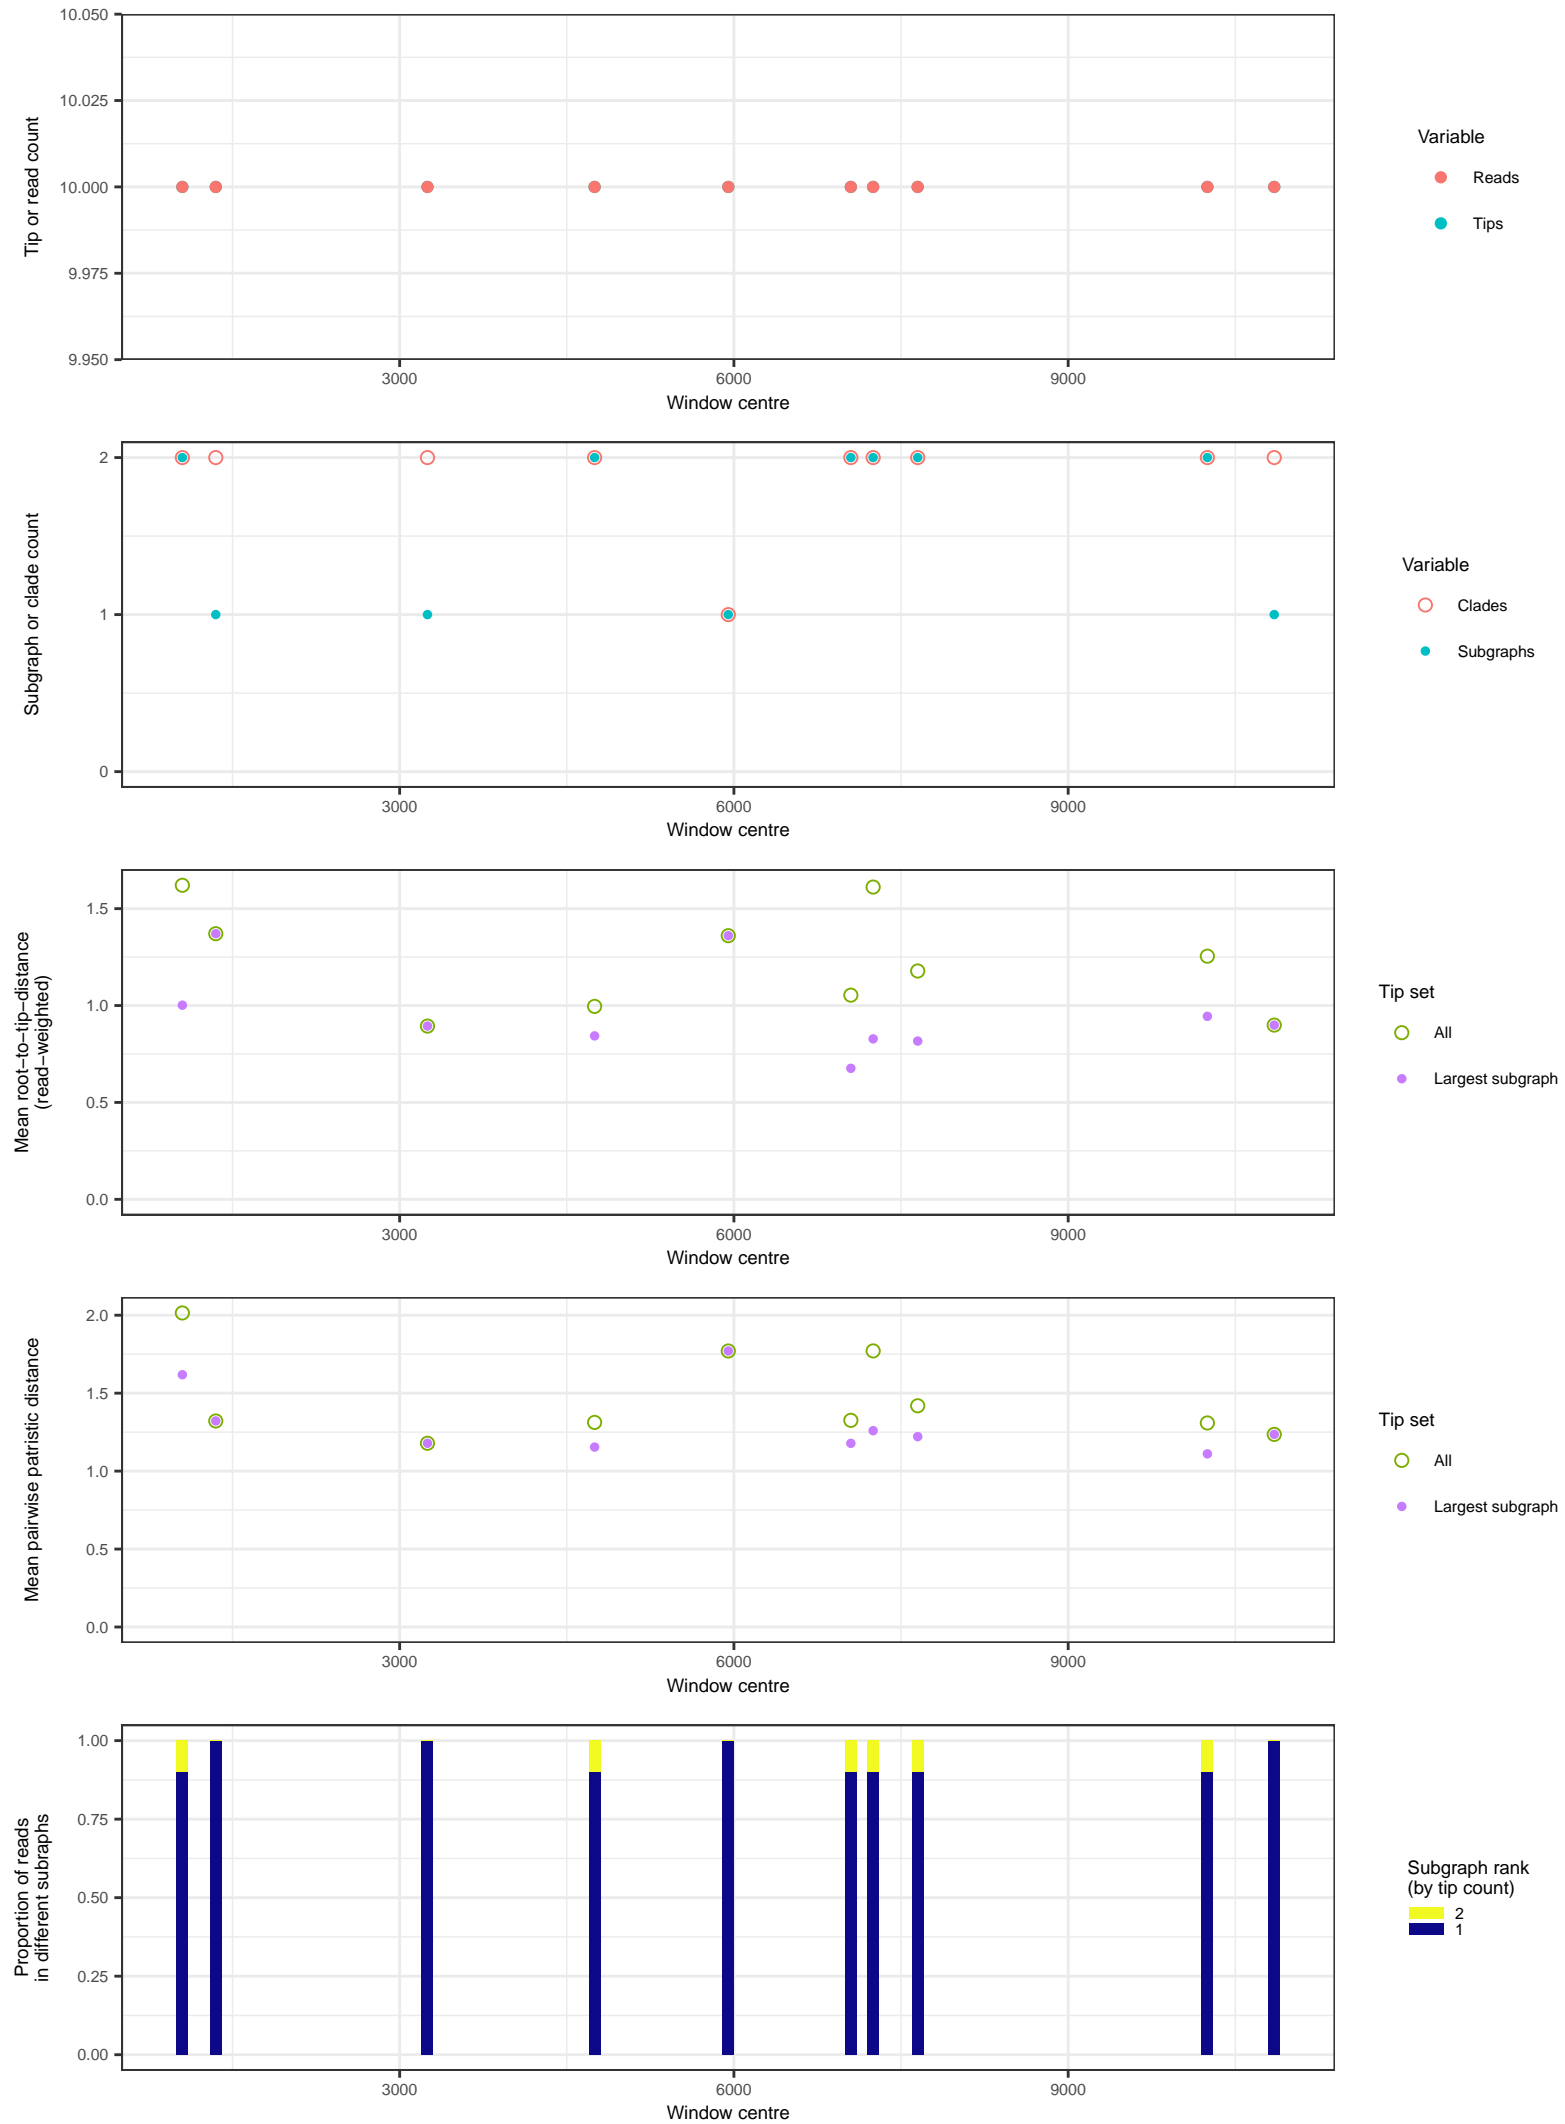 10.050
10.025
10.000
9.975
9.950
Tip or read count
3000 6000 9000
Window centre
Variable
Reads
Tips
2
1
0
Subgraph or clade count
3000 6000 9000
Window centre
Variable
Clades
Subgraphs
1.5
1.0
0.5
0.0
Mean root−to−tip−distance
(read−weighted)
3000 6000 9000
Window centre
Tip set
All
Largest subgraph
2.0
1.5
1.0
0.5
0.0
Mean pairwise patristic distance
3000 6000 9000
Window centre
Tip set
All
Largest subgraph
1.00
0.75
0.50
0.25
0.00
Proportion of reads
in different subraphs
3000 6000 9000
Window centre
Subgraph rank
(by tip count)
2
1